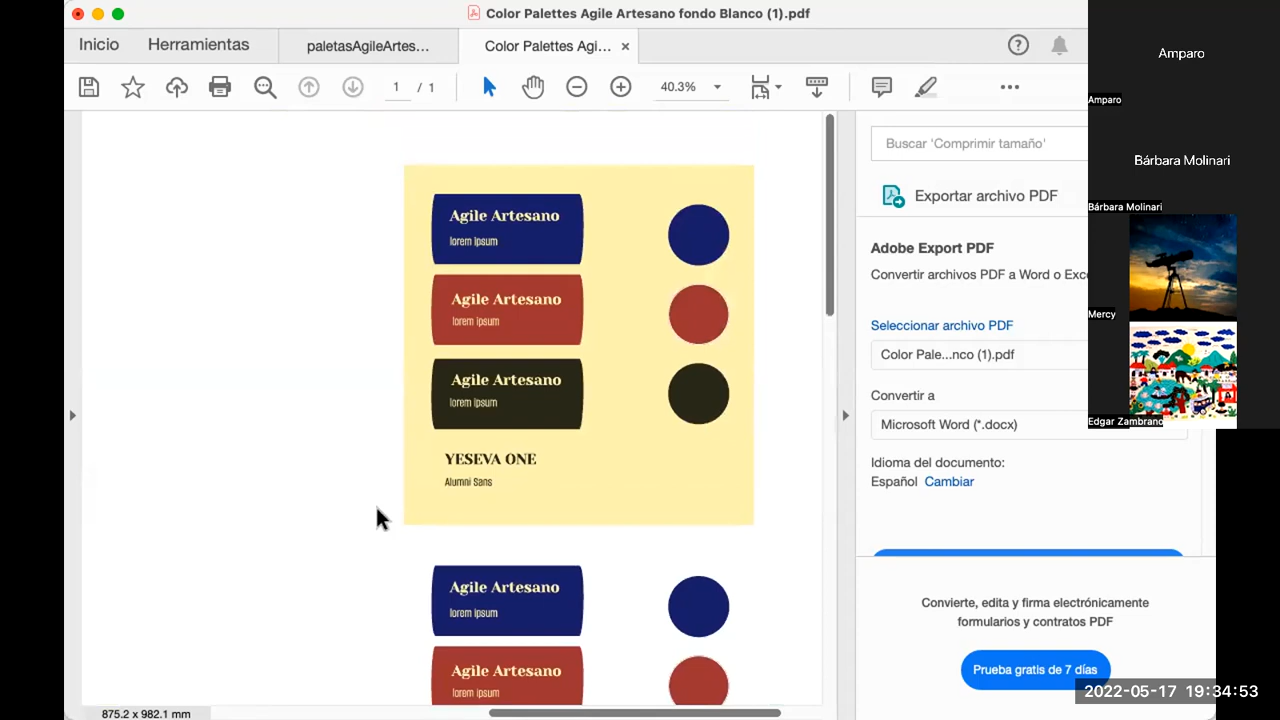 Color Palettes Agile Artesano fondo Blanco (1).pdf
Inicio
Herramientas
paletasAgileArtes...
Color Palettes Agi... ×
1 / 1
40.3%
Agile Artesano
lorem ipsum
Agile Artesano
lorem ipsum
Agile Artesano
lorem ipsum
YESEVA ONE
Alumni Sans
Agile Artesano
lorem ipsum
Agile Artesano
lorem ipsum
875.2 x 982.1 mm
Buscar 'Comprimir tamaño'
Exportar archivo PDF
Adobe Export PDF
Convertir archivos PDF a Word o Exce
Seleccionar archivo PDF
Color Pale...nco (1).pdf
Convertir a
Microsoft Word (*.docx)
Idioma del documento:
Español Cambiar
Convierte, edita y firma electrónicamente
formularios y contratos PDF
Prueba gratis de 7 días
Amparo
Amparo
Bárbara Molinari
Bárbara Molinari
Mercy
Edgar Zambrano
2022-05-17 19:34:53